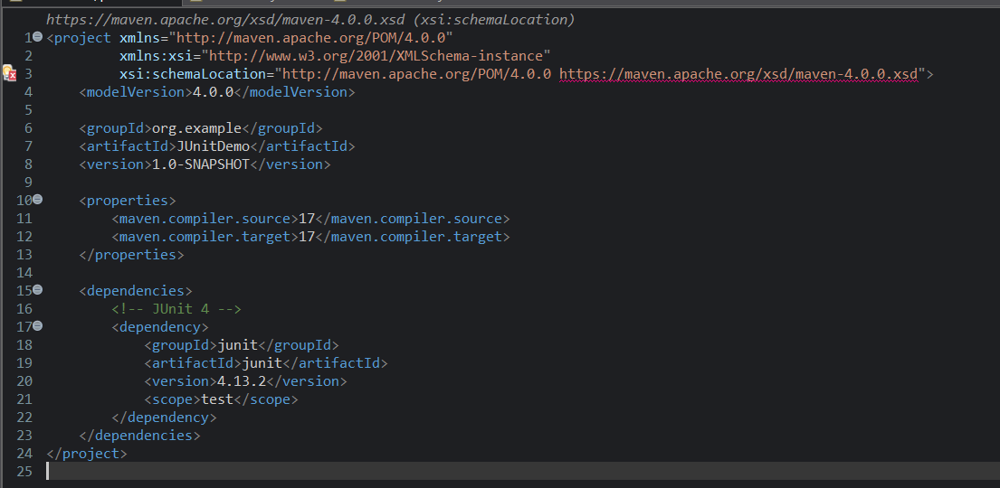 https://maven.apache.org/xsd/maven-4.0.0.xsd (xsi:schemaLocation)
1 <project xmlns="http://maven.apache.org/POM/4.0.0"
2 xmlns:xsi="http://www.w3.org/2001/XMLSchema-instance"
3 xsi:schemaLocation="http://maven.apache.org/POM/4.0.0 https://maven.apache.org/xsd/maven-4.0.0.xsd">
4 <modelVersion>4.0.0</modelVersion>
5
6 <groupId>org.example</groupId>
7 <artifactId>JUnitDemo</artifactId>
8 <version>1.0-SNAPSHOT</version>
9
10 <properties>
11 <maven.compiler.source>17</maven.compiler.source>
12 <maven.compiler.target>17</maven.compiler.target>
13 </properties>
14
15 <dependencies>
16 <!-- JUnit 4 -->
17 <dependency>
18 <groupId>junit</groupId>
19 <artifactId>junit</artifactId>
20 <version>4.13.2</version>
21 <scope>test</scope>
22 </dependency>
23 </dependencies>
24 </project>
25